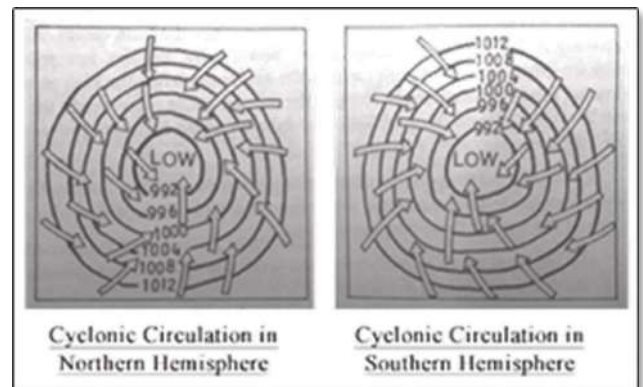 LOW
992
996
1000
1004
1008
1012
1012
1008
1004
1000
996
992
LOW
Cyclonic Circulation in
Northern Hemisphere
Cyclonic Circulation in
Southern Hemisphere